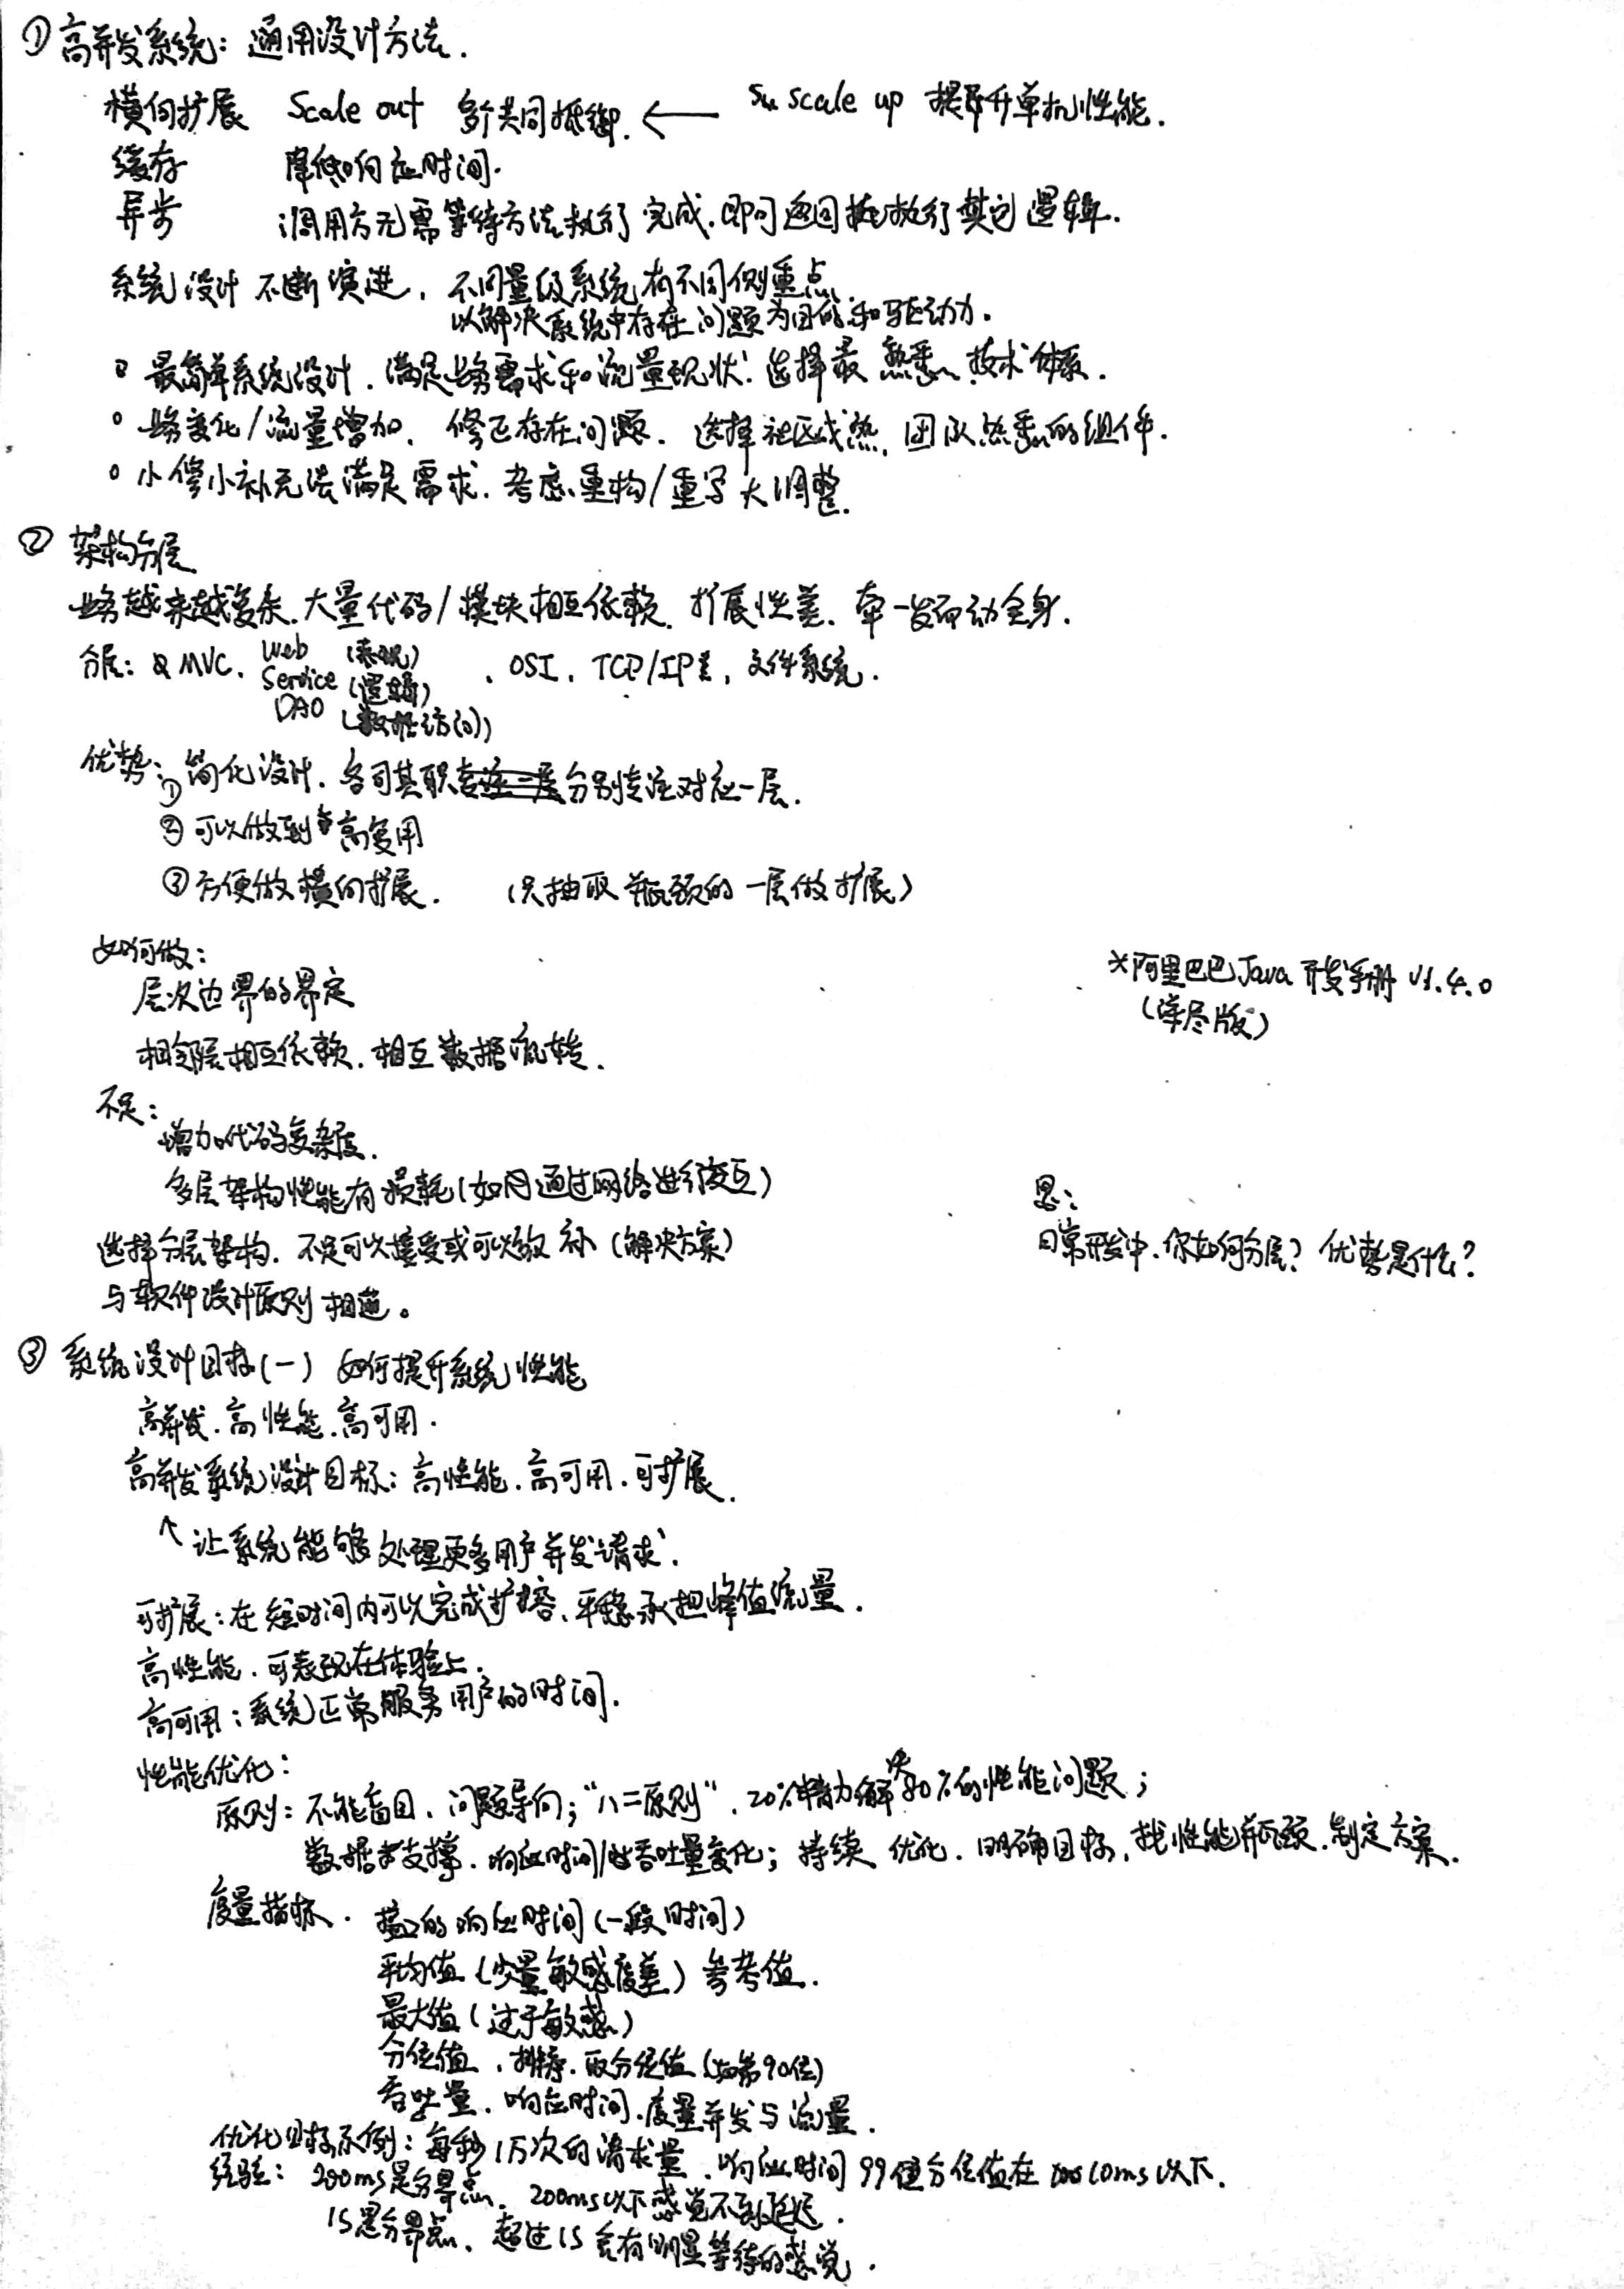 ① 高并发系统：通用设计方法.
横向扩展 Scale out 多个共同抵御. ← scale up 提升单机性能.
缓存 降低响应时间.
异步 调用方无需等待方法执行完成.即可返回执行其它逻辑.
系统设计不断演进, 不同量级系统有不同侧重点
以解决系统中存在问题为目的和驱动力.
最简单系统设计. 满足业务需求和流量现状. 选择最熟悉 技术体系.
业务变化/流量增加. 修正存在问题. 选择社区成熟, 团队熟悉的组件.
小修小补无法满足需求. 考虑重构/重写大调整.
② 架构分层
业务越来越复杂.大量代码/模块相互依赖. 扩展性差. 牵一发而动全身.
分层: MVC.
Web (表现)
Service (逻辑)
DAO (数据访问)
. OSI. TCP/IP, 文件系统.
优势:
① 简化设计. 各司其职 分别专注对应一层.
② 可以做到高复用
③ 方便做横向扩展. (只抽取瓶颈的一层做扩展)
如何做:
层次边界的界定
相邻层相互依赖. 相互数据流转.
※阿里巴巴Java开发手册 v1.4.0
(详尽版)
不足:
增加代码复杂度.
多层架构性能有损耗(如通过网络进行交互)
选择分层架构. 不足可以接受或可以弥补 (解决方案)
与软件设计原则相通。
思:
日常开发中.你如何分层? 优势是什么?
③ 系统设计目标(一) 如何提升系统性能
高并发.高性能.高可用.
高并发系统设计目标: 高性能.高可用.可扩展.
↑ 让系统能够处理更多用户并发请求.
可扩展:在短时间内可以完成扩容.平稳承担峰值流量.
高性能.可表现在体验上.
高可用:系统正常服务用户的时间.
性能优化:
原则: 不能盲目. 问题导向; "八二原则". 20%精力解决80%的性能问题;
数据支撑. 响应时间/吞吐量变化; 持续优化. 明确目标,找性能瓶颈.制定方案.
度量指标. 接口的响应时间(一段时间)
平均值(少量敏感度差) 参考值.
最大值(过于敏感)
分位值.排序.取分位值(如第90位)
吞吐量.响应时间.度量并发与流量.
优化目标示例: 每秒1万次的请求量.响应时间99值分位值在10ms以下.
经验: 200ms是分界点. 200ms以下感觉不到延迟.
1S是分界点. 超过1S会有明显等待的感觉.